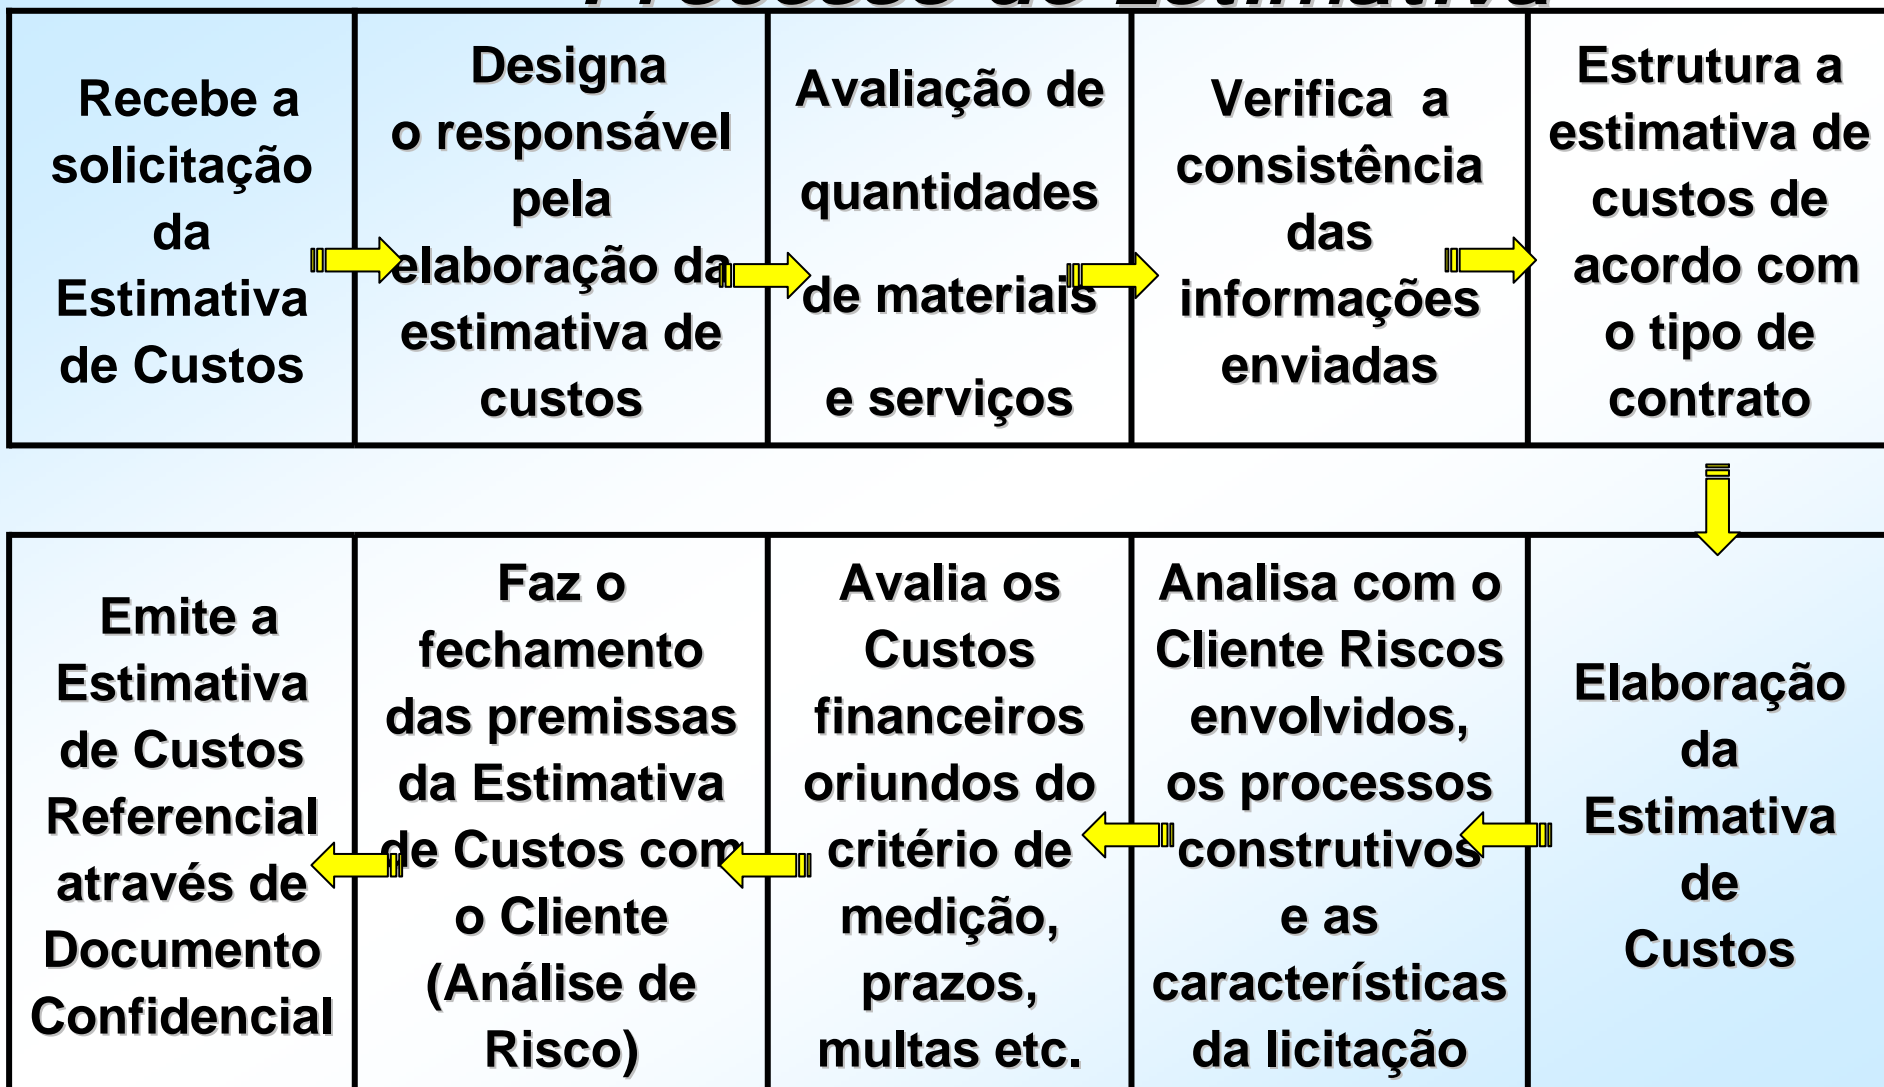 Processo de Estimativa
Recebe a
solicitação
da
Estimativa
de Custos
Designa
o responsável
pela
elaboração da
estimativa de
custos
Avaliação de
quantidades
de materiais
e serviços
Verifica a
consistência
das
informações
enviadas
Estrutura a
estimativa de
custos de
acordo com
o tipo de
contrato
Elaboração
da
Estimativa
de
Custos
Analisa com o
Cliente Riscos
envolvidos,
os processos
construtivos
e as
características
da licitação
Avalia os
Custos
financeiros
oriundos do
critério de
medição,
prazos,
multas etc.
Faz o
fechamento
das premissas
da Estimativa
de Custos com
o Cliente
(Análise de
Risco)
Emite a
Estimativa
de Custos
Referencial
através de
Documento
Confidencial